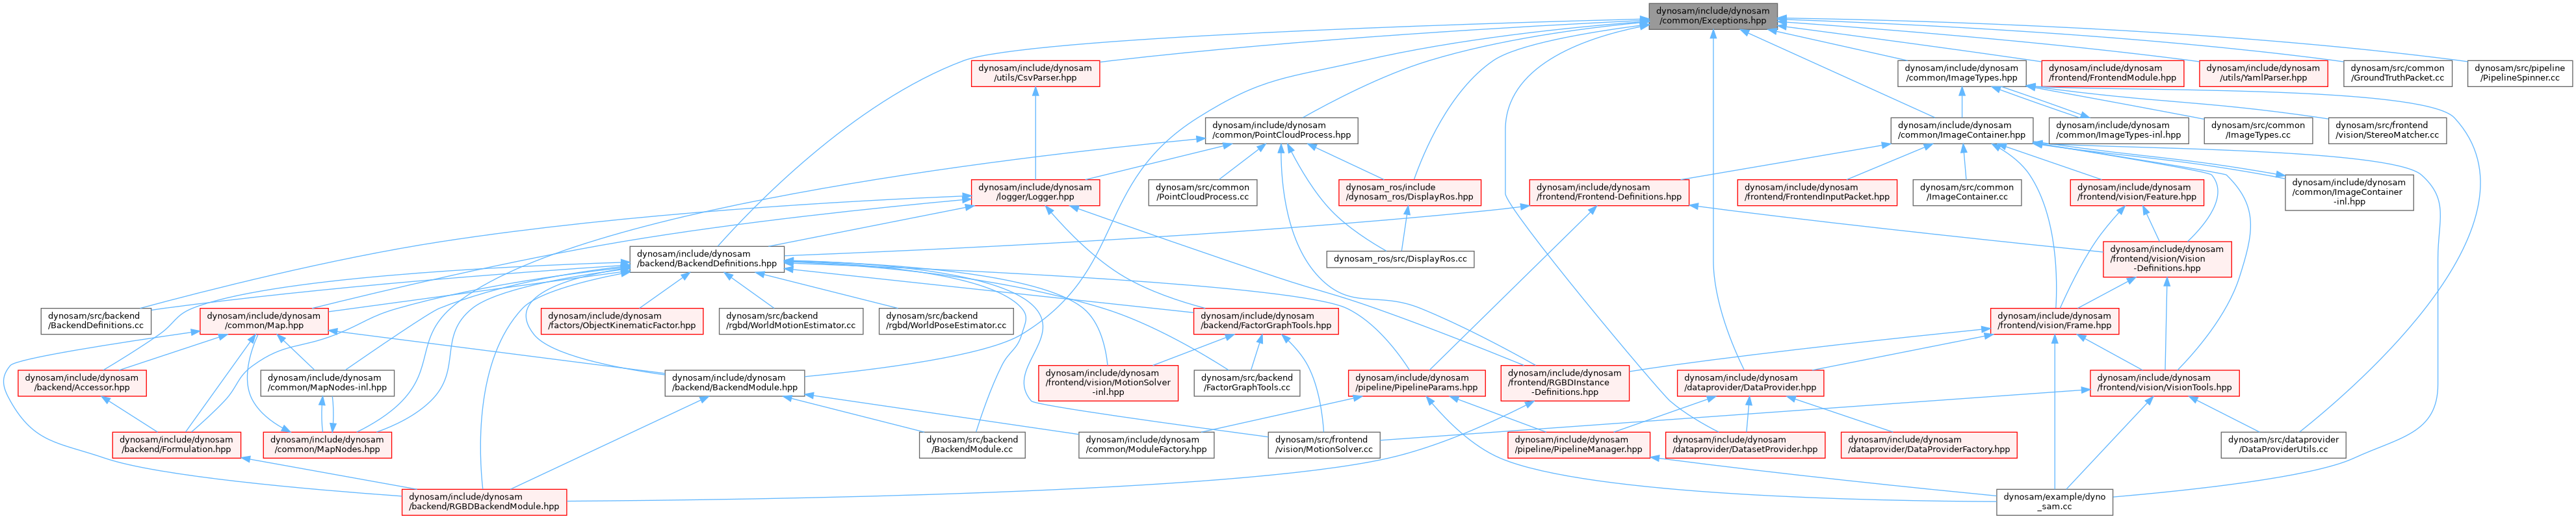 dynosam/include/dynosam
/common/Exceptions.hpp
dynosam/include/dynosam
/utils/CsvParser.hpp
dynosam/include/dynosam
/common/ImageTypes.hpp
dynosam/include/dynosam
/frontend/FrontendModule.hpp
dynosam/include/dynosam
/utils/YamlParser.hpp
dynosam/src/common
/GroundTruthPacket.cc
dynosam/src/pipeline
/PipelineSpinner.cc
dynosam/include/dynosam
/common/PointCloudProcess.hpp
dynosam/include/dynosam
/common/ImageContainer.hpp
dynosam/include/dynosam
/common/ImageTypes-inl.hpp
dynosam/src/common
/ImageTypes.cc
dynosam/src/frontend
/vision/StereoMatcher.cc
dynosam/include/dynosam
/logger/Logger.hpp
dynosam/src/common
/PointCloudProcess.cc
dynosam_ros/include
/dynosam_ros/DisplayRos.hpp
dynosam/include/dynosam
/frontend/Frontend-Definitions.hpp
dynosam/include/dynosam
/frontend/FrontendInputPacket.hpp
dynosam/src/common
/ImageContainer.cc
dynosam/include/dynosam
/frontend/vision/Feature.hpp
dynosam/include/dynosam
/common/ImageContainer
-inl.hpp
dynosam/include/dynosam
/backend/BackendDefinitions.hpp
dynosam_ros/src/DisplayRos.cc
dynosam/include/dynosam
/frontend/vision/Vision
-Definitions.hpp
dynosam/src/backend
/BackendDefinitions.cc
dynosam/include/dynosam
/common/Map.hpp
dynosam/include/dynosam
/factors/ObjectKinematicFactor.hpp
dynosam/src/backend
/rgbd/WorldMotionEstimator.cc
dynosam/src/backend
/rgbd/WorldPoseEstimator.cc
dynosam/include/dynosam
/backend/FactorGraphTools.hpp
dynosam/include/dynosam
/frontend/vision/Frame.hpp
dynosam/include/dynosam
/backend/Accessor.hpp
dynosam/include/dynosam
/common/MapNodes-inl.hpp
dynosam/include/dynosam
/backend/BackendModule.hpp
dynosam/include/dynosam
/frontend/vision/MotionSolver
-inl.hpp
dynosam/src/backend
/FactorGraphTools.cc
dynosam/include/dynosam
/pipeline/PipelineParams.hpp
dynosam/include/dynosam
/frontend/RGBDInstance
-Definitions.hpp
dynosam/include/dynosam
/dataprovider/DataProvider.hpp
dynosam/include/dynosam
/frontend/vision/VisionTools.hpp
dynosam/include/dynosam
/backend/Formulation.hpp
dynosam/include/dynosam
/common/MapNodes.hpp
dynosam/src/backend
/BackendModule.cc
dynosam/include/dynosam
/common/ModuleFactory.hpp
dynosam/src/frontend
/vision/MotionSolver.cc
dynosam/include/dynosam
/pipeline/PipelineManager.hpp
dynosam/include/dynosam
/dataprovider/DatasetProvider.hpp
dynosam/include/dynosam
/dataprovider/DataProviderFactory.hpp
dynosam/src/dataprovider
/DataProviderUtils.cc
dynosam/include/dynosam
/backend/RGBDBackendModule.hpp
dynosam/example/dyno
_sam.cc